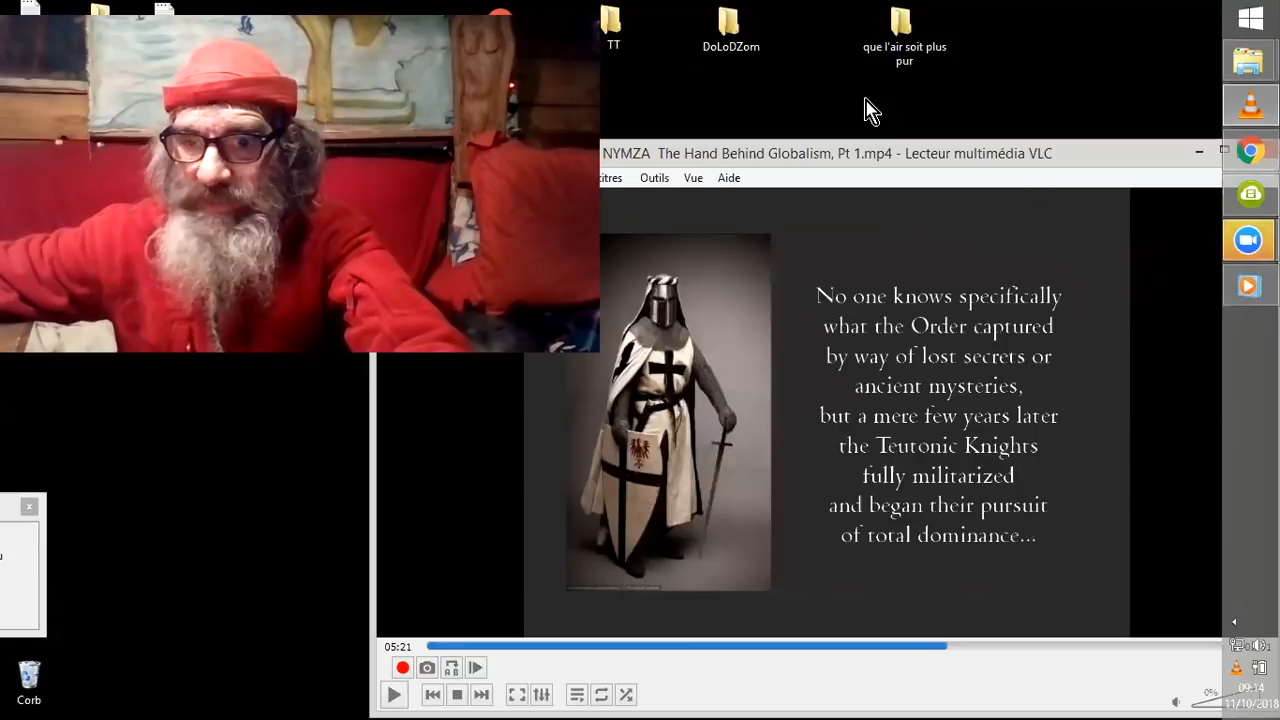 TT
DoLoDZom
que l'air soit plus
pur
NYMZA The Hand Behind Globalism, Pt 1.mp4 - Lecteur multimédia VLC
Outils Vue Aide
No one knows specifically
what the Order captured
by way of lost secrets or
ancient mysteries,
but a mere few years later
the Teutonic Knights
fully militarized
and began their pursuit
of total dominance...
05:21
0%
Corb
09:14
11/10/2018